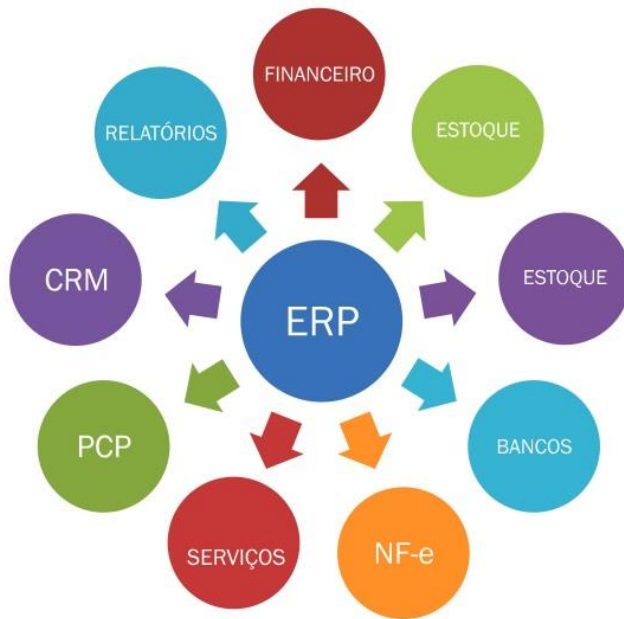 FINANCEIRO
ESTOQUE
ESTOQUE
BANCOS
NF-e
SERVIÇOS
PCP
CRM
RELATÓRIOS
ERP